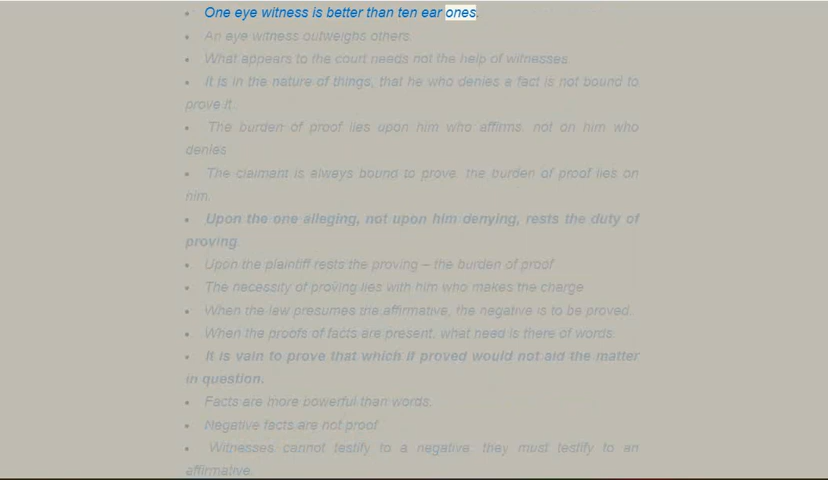 • One eye witness is better than ten ear ones.
• An eye witness outweighs others.
• What appears to the court needs not the help of witnesses
• It is in the nature of things, that he who denies a fact is not bound to
prove it.
• The burden of proof lies upon him who affirms, not on him who
denies
• The claimant is always bound to prove, the burden of proof lies on
him.
• Upon the one alleging, not upon him denying, rests the duty of
proving.
• Upon the plaintiff rests the proving – the burden of proof
• The necessity of proving lies with him who makes the charge
• When the law presumes the affirmative, the negative is to be proved.
• When the proofs of facts are present, what need is there of words.
• It is vain to prove that which if proved would not aid the matter
in question.
• Facts are more powerful than words.
• Negative facts are not proof
• Witnesses cannot testify to a negative, they must testify to an
affirmative.